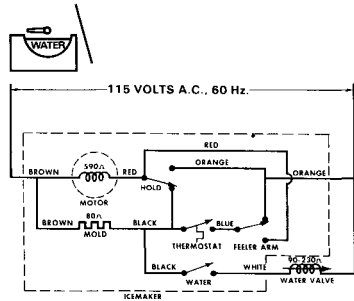 WATER
115 VOLTS A.C., 60 Hz.
RED
590Ω
ORANGE
BROWN
RED
ORANGE
HOLD
MOTOR
80Ω
BROWN
BLACK
BLUE
MOLD
THERMOSTAT
FEELER ARM
90-230Ω
BLACK
WHITE
WATER
WATER VALVE
ICEMAKER